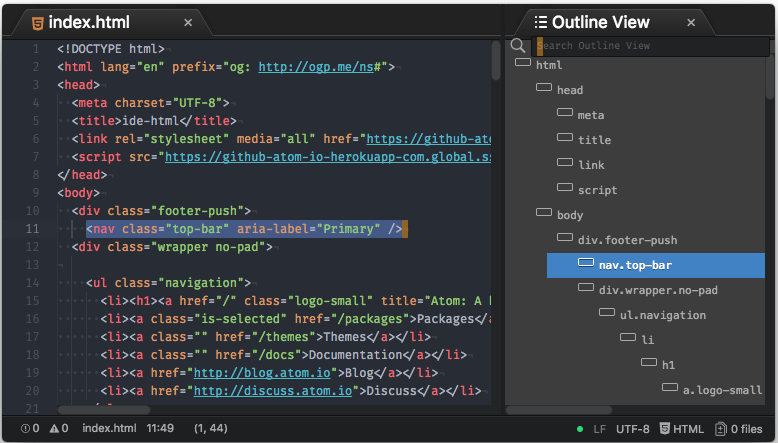 index.html
Outline View
1 <!DOCTYPE html>
2 <html lang="en" prefix="og: http://ogp.me/ns#">
3 <head>
4 <meta charset="UTF-8">
5 <title>ide-html</title>
6 <link rel="stylesheet" media="all" href="https://github-ato
7 <script src="https://github-atom-io-herokuapp-com.global.s
8 </head>
9 <body>
10 <div class="footer-push">
11 <nav class="top-bar" aria-label="Primary" />
12 <div class="wrapper no-pad">
13
14 <ul class="navigation">
15 <li><h1><a href="/" class="logo-small" title="Atom: A
16 <li><a class="is-selected" href="/packages">Packages</a
17 <li><a class="" href="/themes">Themes</a></li>
18 <li><a class="" href="/docs">Documentation</a></li>
19 <li><a href="http://blog.atom.io">Blog</a></li>
20 <li><a href="http://discuss.atom.io">Discuss</a></li>
21
Search Outline View
html
head
meta
title
link
script
body
div.footer-push
nav.top-bar
div.wrapper.no-pad
ul.navigation
li
h1
a.logo-small
0 0 index.html 11:49 (1, 44)
LF UTF-8 HTML 0 files